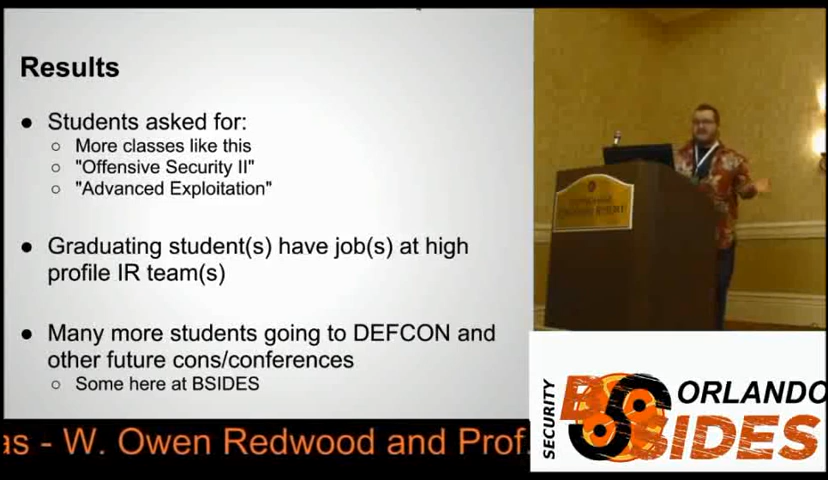 Results
● Students asked for:
○ More classes like this
○ "Offensive Security II"
○ "Advanced Exploitation"
● Graduating student(s) have job(s) at high
profile IR team(s)
● Many more students going to DEFCON and
other future cons/conferences
○ Some here at BSIDES
as - W. Owen Redwood and Prof.
SECURITY
BSIDES
ORLANDO